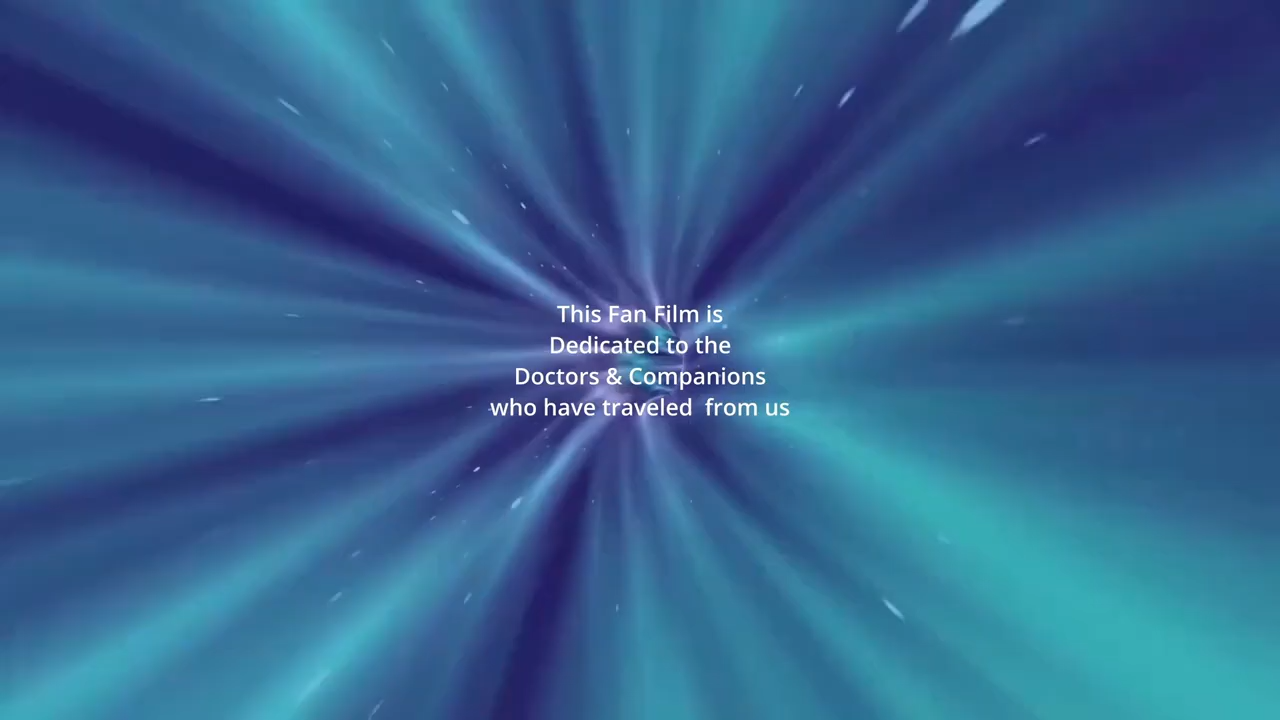 This Fan Film is
Dedicated to the
Doctors & Companions
who have traveled  from us